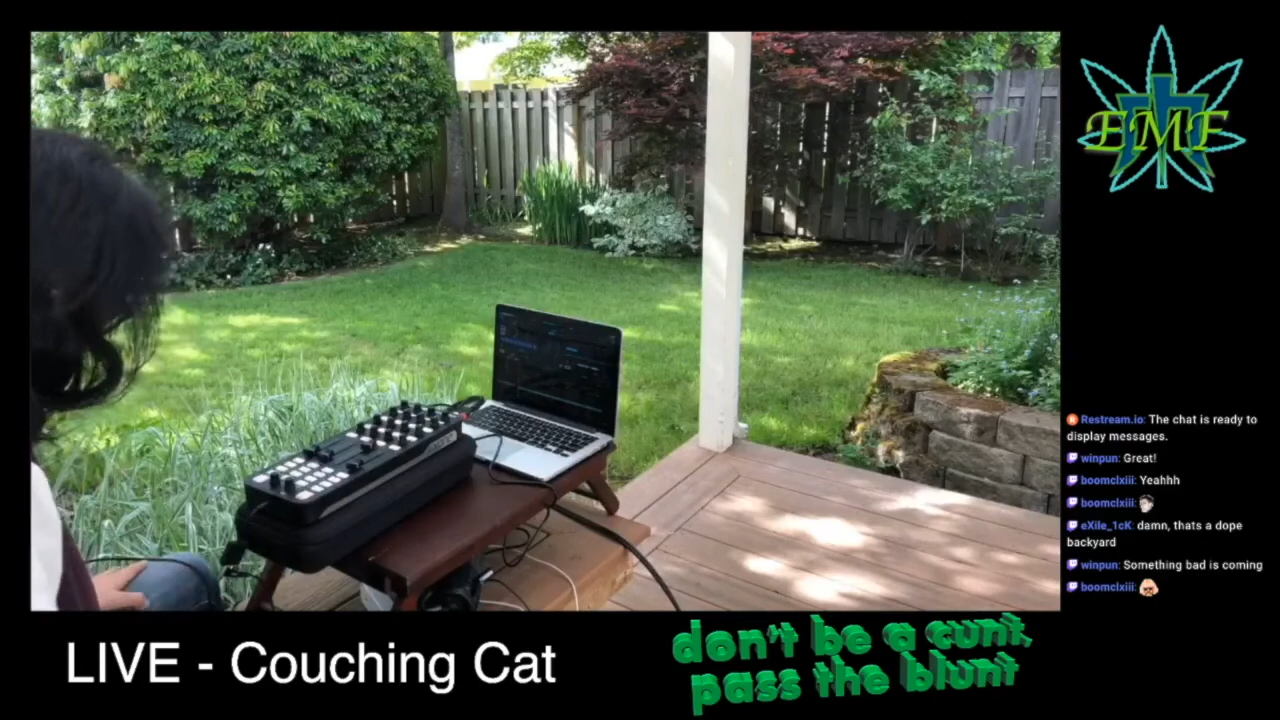 EMF
Restream.io: The chat is ready to
display messages.
winpun: Great!
boomclxiii: Yeahhh
boomclxiii:
eXile_1cK: damn, thats a dope
backyard
winpun: Something bad is coming
boomclxiii:
LIVE - Couching Cat
don't be a cunt,
pass the blunt